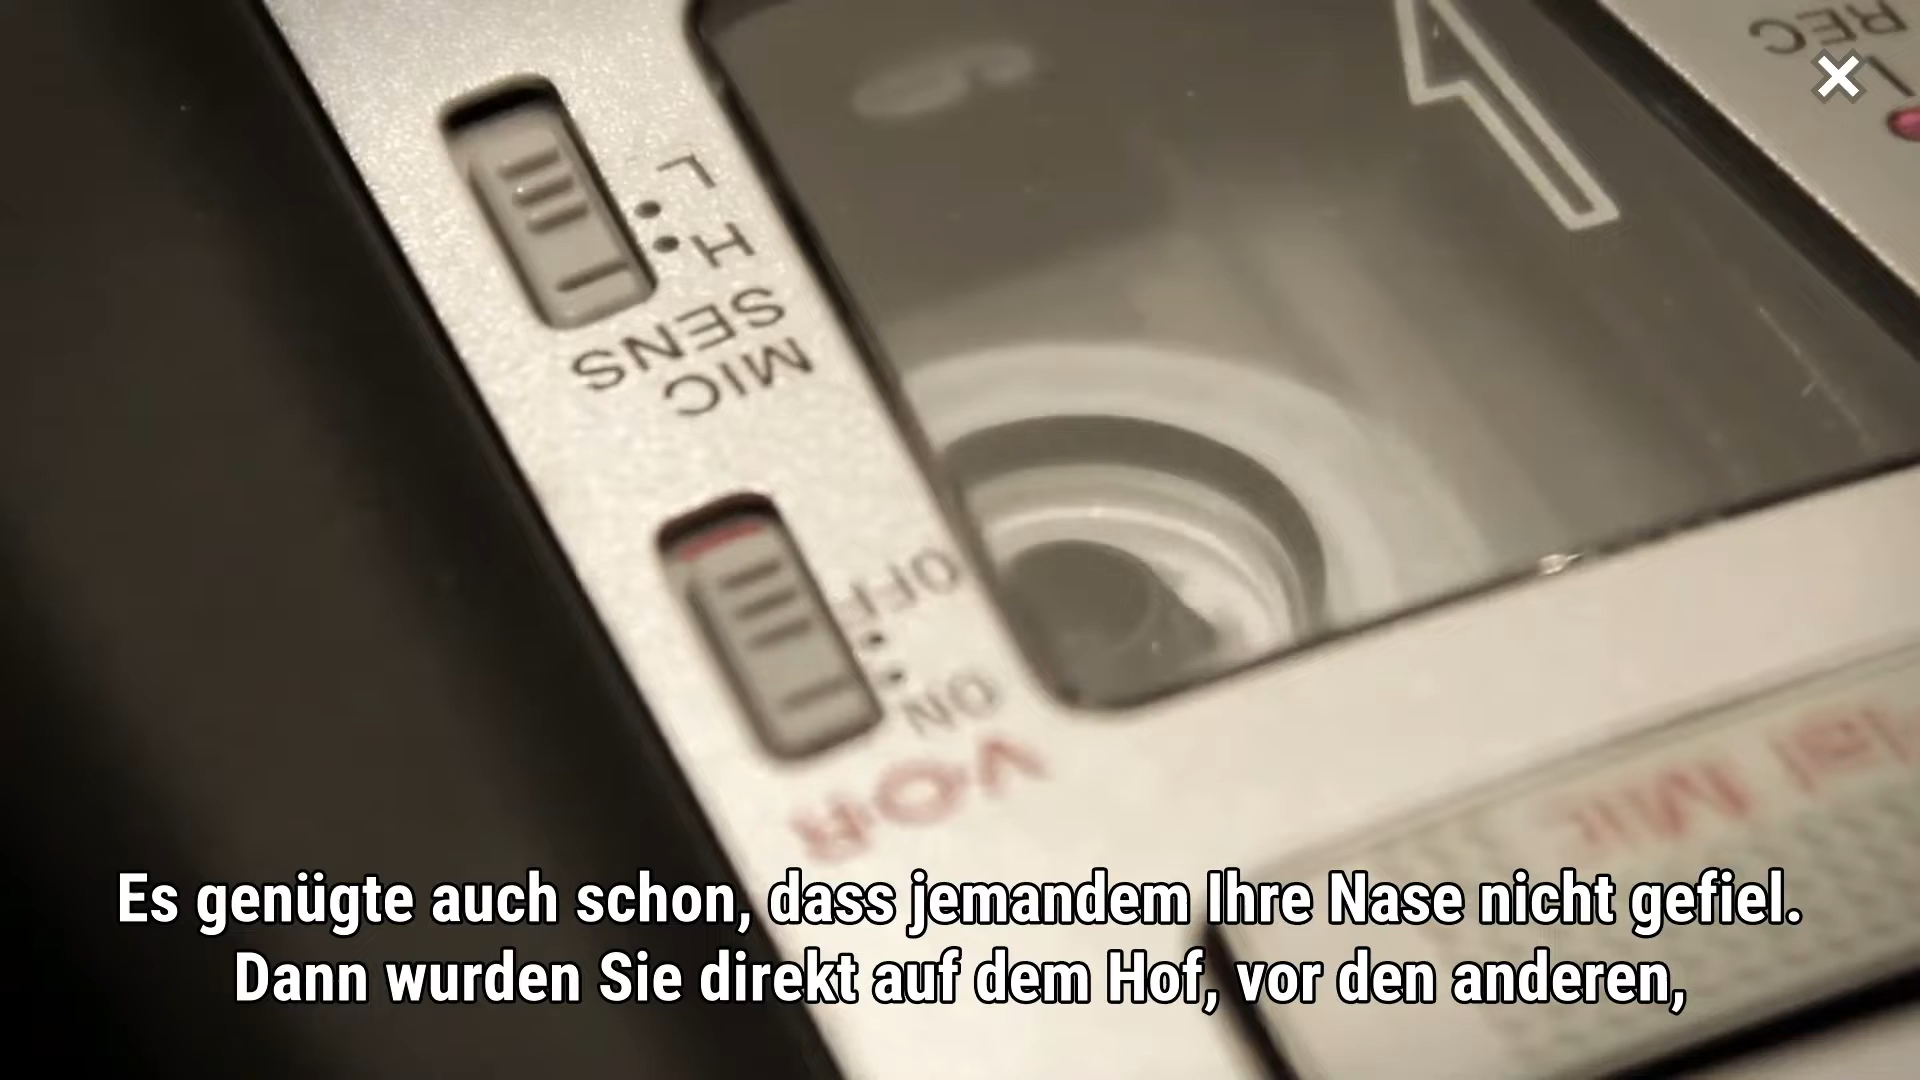 REC
L
H
MIC
SENS
OFF
ON
VOR
Mic
Es genügte auch schon, dass jemandem Ihre Nase nicht gefiel.
Dann wurden Sie direkt auf dem Hof, vor den anderen,